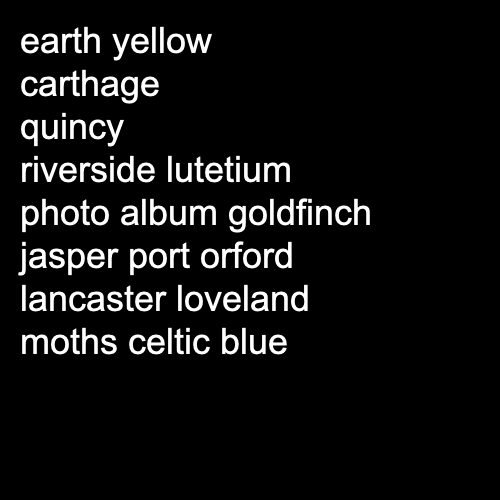 earth yellow
carthage
quincy
riverside lutetium
photo album goldfinch
jasper port orford
lancaster loveland
moths celtic blue